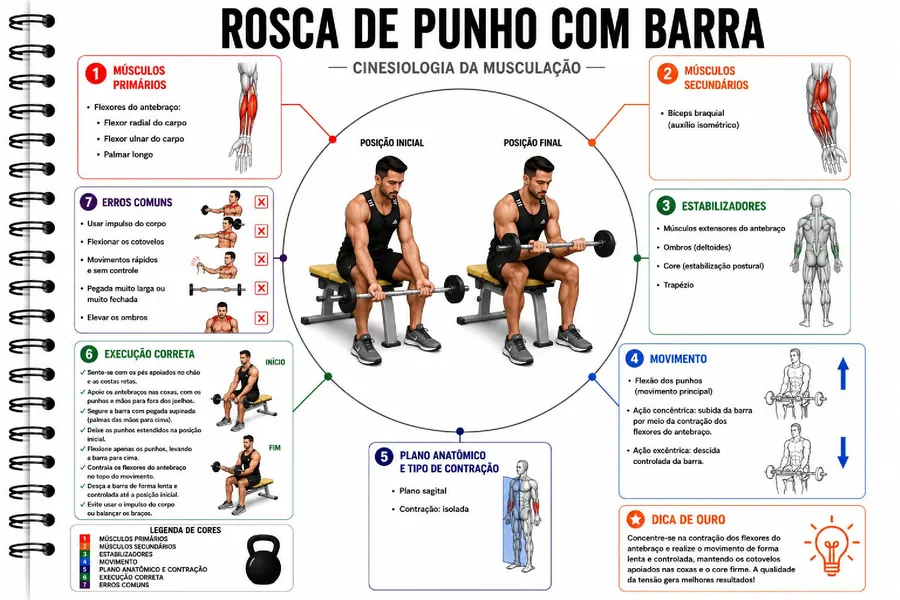 ROSCA DE PUNHO COM BARRA
CINESIOLOGIA DA MUSCULAÇÃO
1 MÚSCULOS
PRIMÁRIOS
• Flexores do antebraço:
• Flexor radial do carpo
• Flexor ulnar do carpo
• Palmar longo
2 MÚSCULOS
SECUNDÁRIOS
• Bíceps braquial
(auxílio isométrico)
POSIÇÃO INICIAL
POSIÇÃO FINAL
7 ERROS COMUNS
• Usar impulso do corpo
• Flexionar os cotovelos
• Movimentos rápidos
e sem controle
• Pegada muito larga ou
muito fechada
• Elevar os ombros
3 ESTABILIZADORES
• Músculos extensores do antebraço
• Ombros (deltoides)
• Core (estabilização postural)
• Trapézio
6 EXECUÇÃO CORRETA
✓ Sente-se com os pés apoiados no chão
e as costas retas.
✓ Apoie os antebraços nas coxas, com os
punhos e mãos para fora dos joelhos.
✓ Segure a barra com pegada supinada
(palmas das mãos para cima).
✓ Deixe os punhos estendidos na posição
inicial.
✓ Flexione apenas os punhos, levando
a barra para cima.
✓ Contraia os flexores do antebraço
no topo do movimento.
✓ Desça a barra de forma lenta e
controlada até a posição inicial.
✓ Evite usar o impulso do corpo
ou balançar os braços.
INÍCIO
FIM
4 MOVIMENTO
• Flexão dos punhos
(movimento principal)
• Ação concêntrica: subida da barra
por meio da contração dos
flexores do antebraço.
• Ação excêntrica: descida
controlada da barra.
5 PLANO ANATÔMICO
E TIPO DE CONTRAÇÃO
• Plano sagital
• Contração: isolada
LEGENDA DE CORES
1 MÚSCULOS PRIMÁRIOS
2 MÚSCULOS SECUNDÁRIOS
3 ESTABILIZADORES
4 MOVIMENTO
5 PLANO ANATÔMICO E CONTRAÇÃO
6 EXECUÇÃO CORRETA
7 ERROS COMUNS
DICA DE OURO
Concentre-se na contração dos flexores do
antebraço e realize o movimento de forma
lenta e controlada, mantendo os cotovelos
apoiados nas coxas e o core firme. A qualidade
da tensão gera melhores resultados!